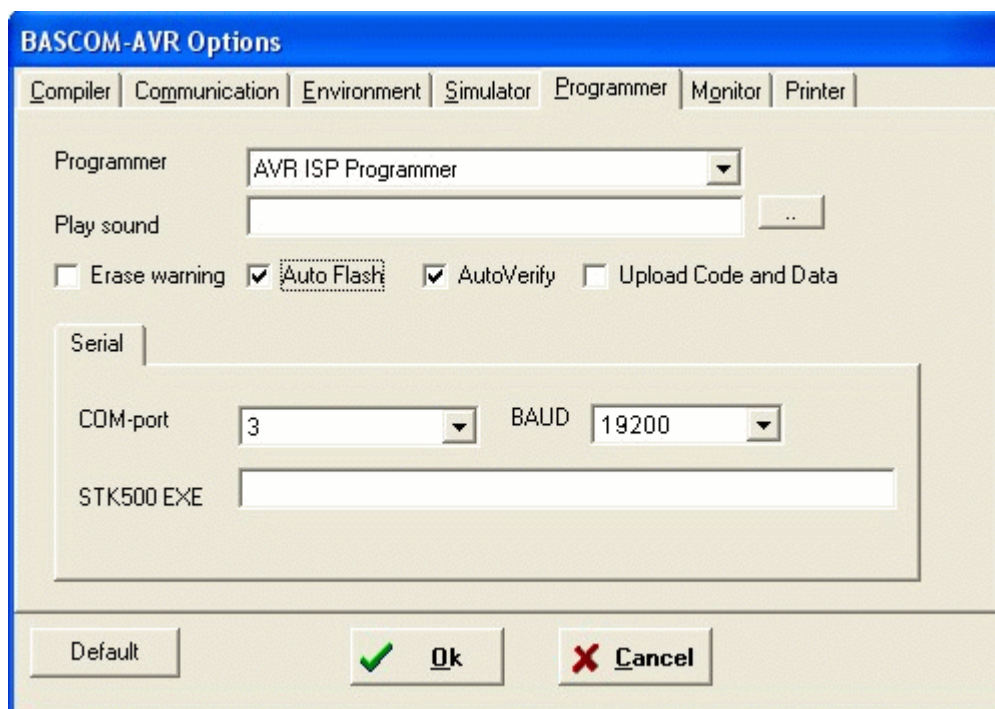 BASCOM-AVR Options
Compiler Communication Environment Simulator Programmer Monitor Printer
Programmer AVR ISP Programmer
Play sound ..
Erase warning Auto Flash AutoVerify Upload Code and Data
Serial
COM-port 3 BAUD 19200
STK500 EXE
Default Ok Cancel